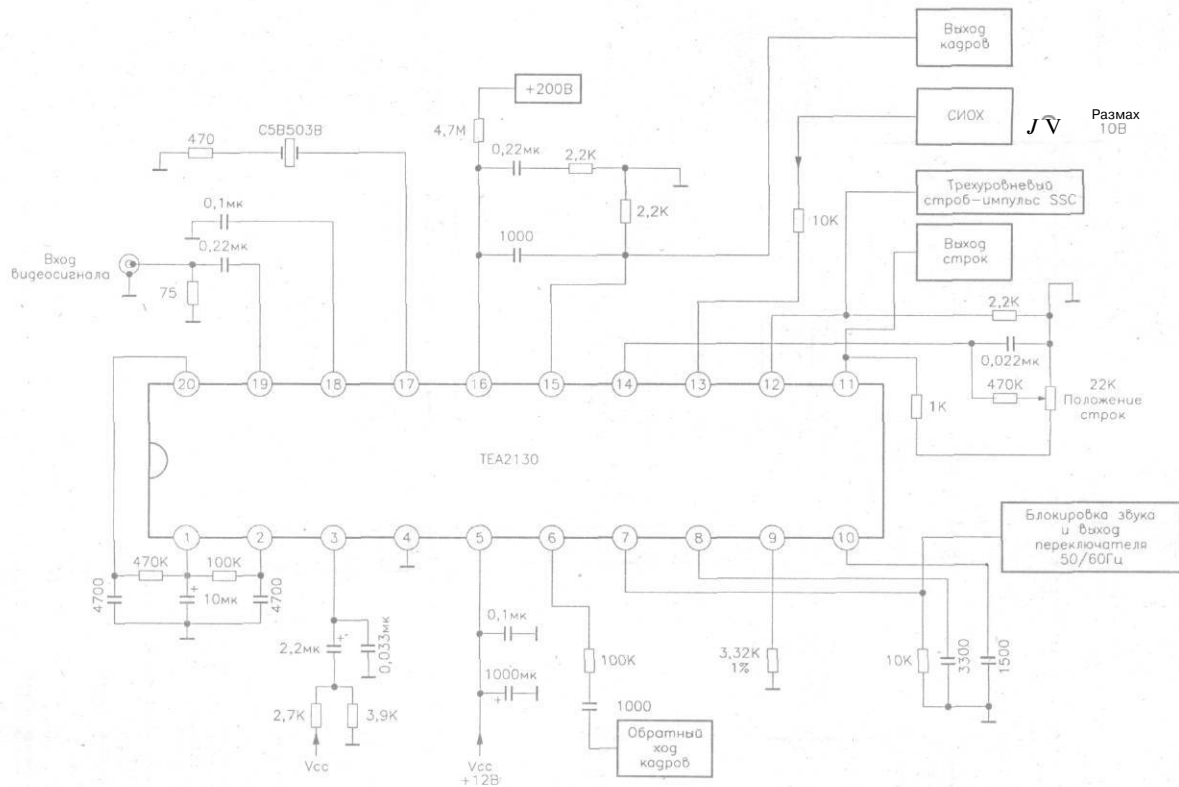 Выход
кадров
+200В
СИОХ
Размах
10В
4,7М
470
С5В503В
0,22мк
2,2К
Трехуровневый
строб-импульс SSC
0,1мк
2,2К
10К
Выход
строк
0,22мк
1000
Вход
видеосигнала
75
2,2К
0,022мк
470К
22К
Положение
строк
1К
20
19
18
17
16
15
14
13
12
11
TEA2130
1
2
3
4
5
6
7
8
9
10
Блокировка звука
и выход
переключателя
50/60Гц
470К
100К
4700
+
10мк
4700
2,2мк
+
0,033мк
0,1мк
1000мк
+
100К
3,32К
1%
10К
3300
1500
2,7К
3,9К
1000
Обратный
ход
кадров
Vcc
Vcc
+12В